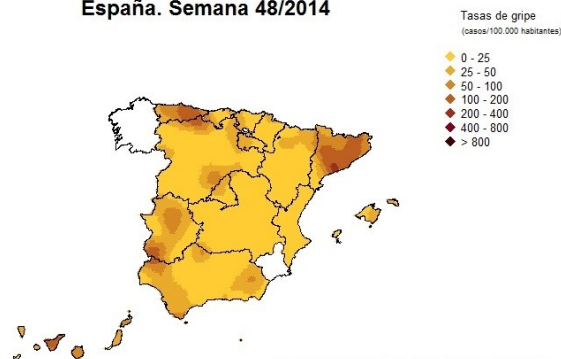 España. Semana 48/2014
Tasas de gripe
(casos/100.000 habitantes)
0 - 25
25 - 50
50 - 100
100 - 200
200 - 400
400 - 800
> 800